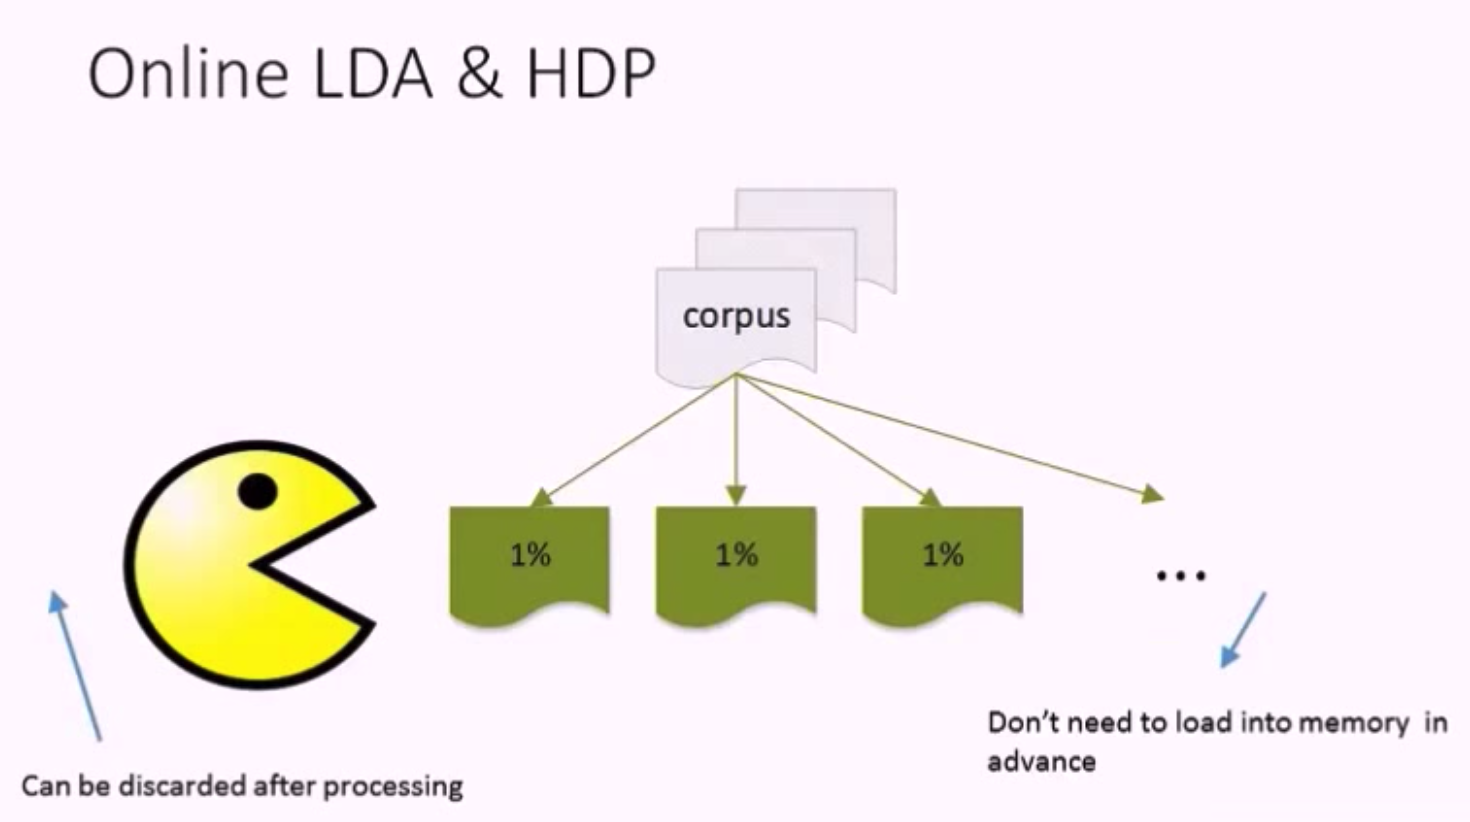 Online LDA & HDP
corpus
1%
1%
1%
...
Don't need to load into memory in
advance
Can be discarded after processing